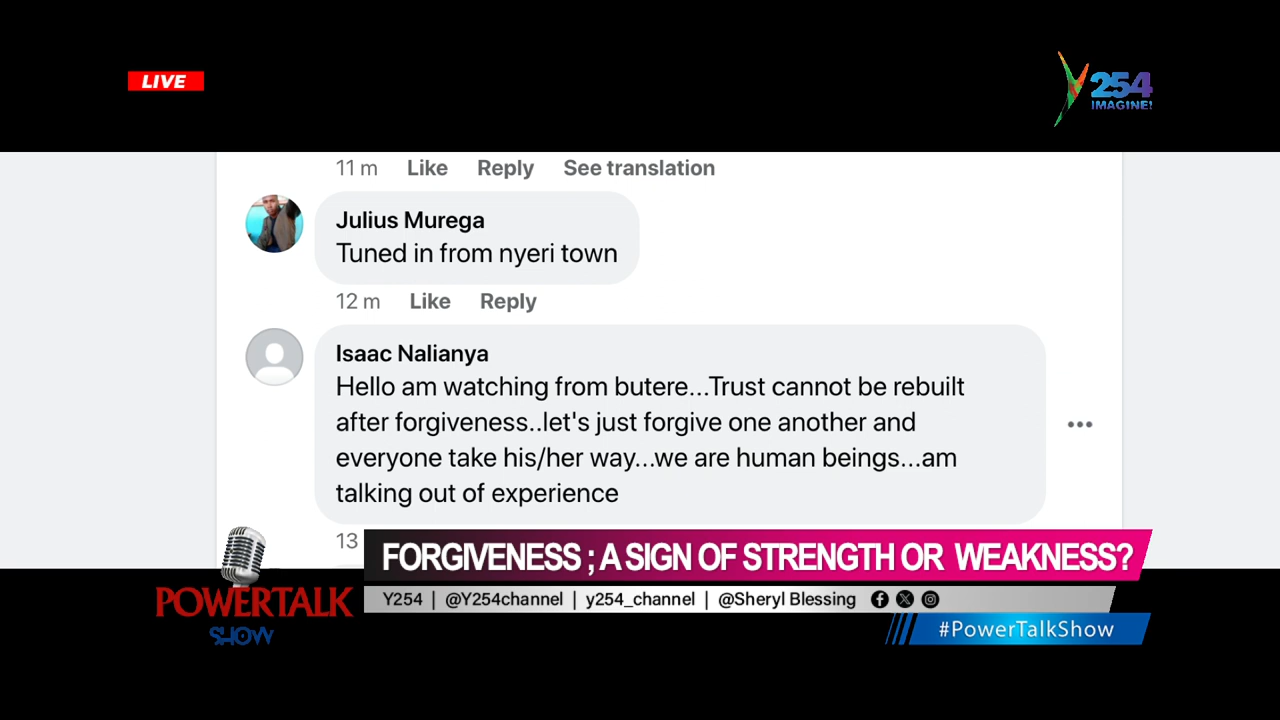 LIVE
254
IMAGINE!
11 m Like Reply See translation
Julius Murega
Tuned in from nyeri town
12 m Like Reply
Isaac Nalianya
Hello am watching from butere...Trust cannot be rebuilt
after forgiveness..let's just forgive one another and
everyone take his/her way...we are human beings...am
talking out of experience
13
FORGIVENESS ; A SIGN OF STRENGTH OR WEAKNESS?
POWERTALK
SHOW
Y254 | @Y254channel | y254_channel | @Sheryl Blessing
#PowerTalkShow